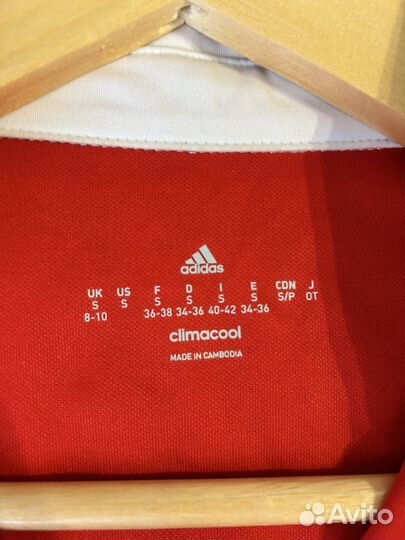 adidas
UK US F D I E CDN J
S S S S S S S/P OT
8-10 36-38 34-36 40-42 34-36
climacool
MADE IN CAMBODIA
Avito